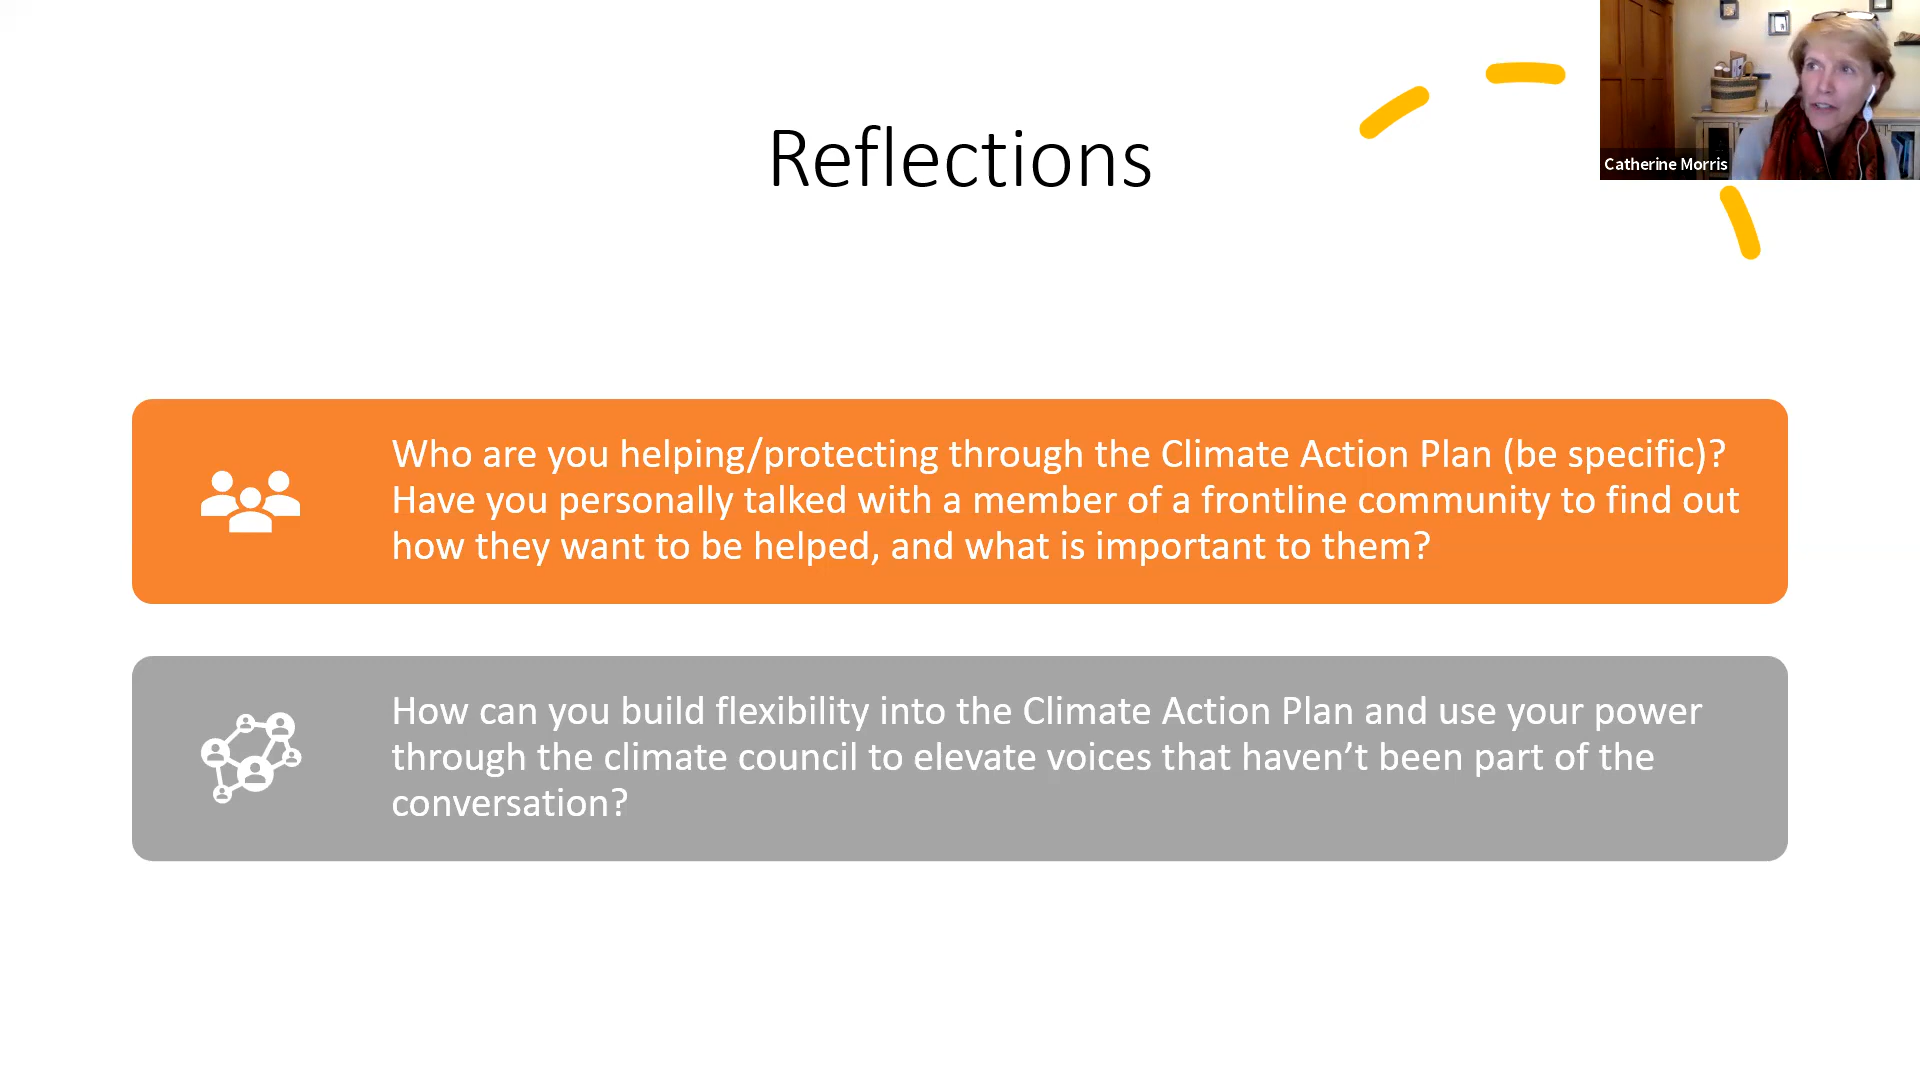 Reflections
Catherine Morris
Who are you helping/protecting through the Climate Action Plan (be specific)?
Have you personally talked with a member of a frontline community to find out
how they want to be helped, and what is important to them?
How can you build flexibility into the Climate Action Plan and use your power
through the climate council to elevate voices that haven’t been part of the
conversation?